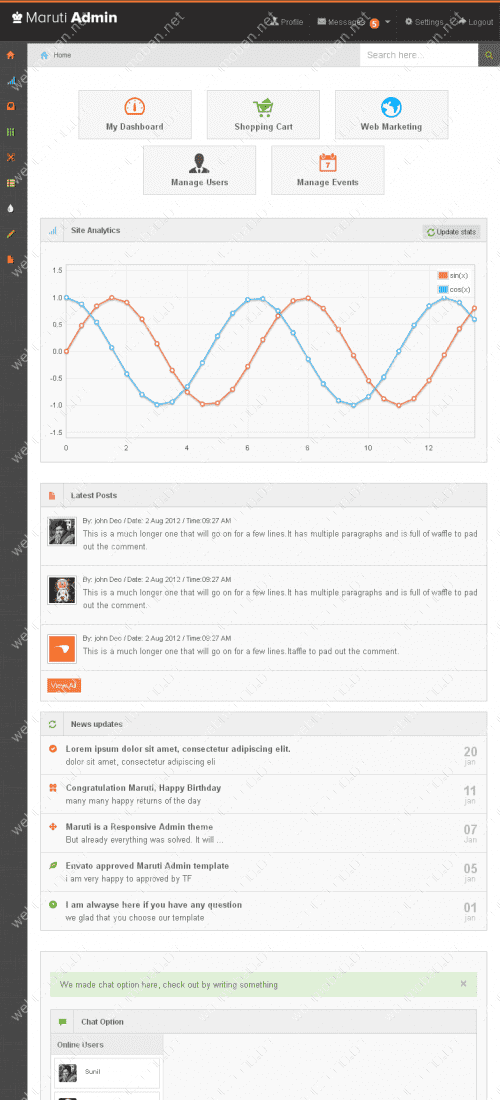 Maruti Admin
Profile Messages 5 Settings Logout
Home
Search here...
My Dashboard Shopping Cart Web Marketing
Manage Users Manage Events
7
Site Analytics
Update stats
1.5
1.0
0.5
0.0
-0.5
-1.0
-1.5
sin(x)
cos(x)
0 2 4 6 8 10 12
Latest Posts
By: john Deo / Date: 2 Aug 2012 / Time:09:27 AM
This is a much longer one that will go on for a few lines.It has multiple paragraphs and is full of waffle to pad
out the comment.
By: john Deo / Date: 2 Aug 2012 / Time:09:27 AM
This is a much longer one that will go on for a few lines.It has multiple paragraphs and is full of waffle to pad
out the comment.
By: john Deo / Date: 2 Aug 2012 / Time:09:27 AM
This is a much longer one that will go on for a few lines.Itaffle to pad out the comment.
View All
News updates
Lorem ipsum dolor sit amet, consectetur adipiscing elit.
dolor sit amet, consectetur adipiscing eli
20
jan
Congratulation Maruti, Happy Birthday
many many happy returns of the day
11
jan
Maruti is a Responsive Admin theme
But already everything was solved. It will ...
07
Jan
Envato approved Maruti Admin template
i am very happy to approved by TF
05
jan
I am alwayse here if you have any question
we glad that you choose our template
01
jan
We made chat option here, check out by writing something
×
Chat Option
Online Users
Sunil